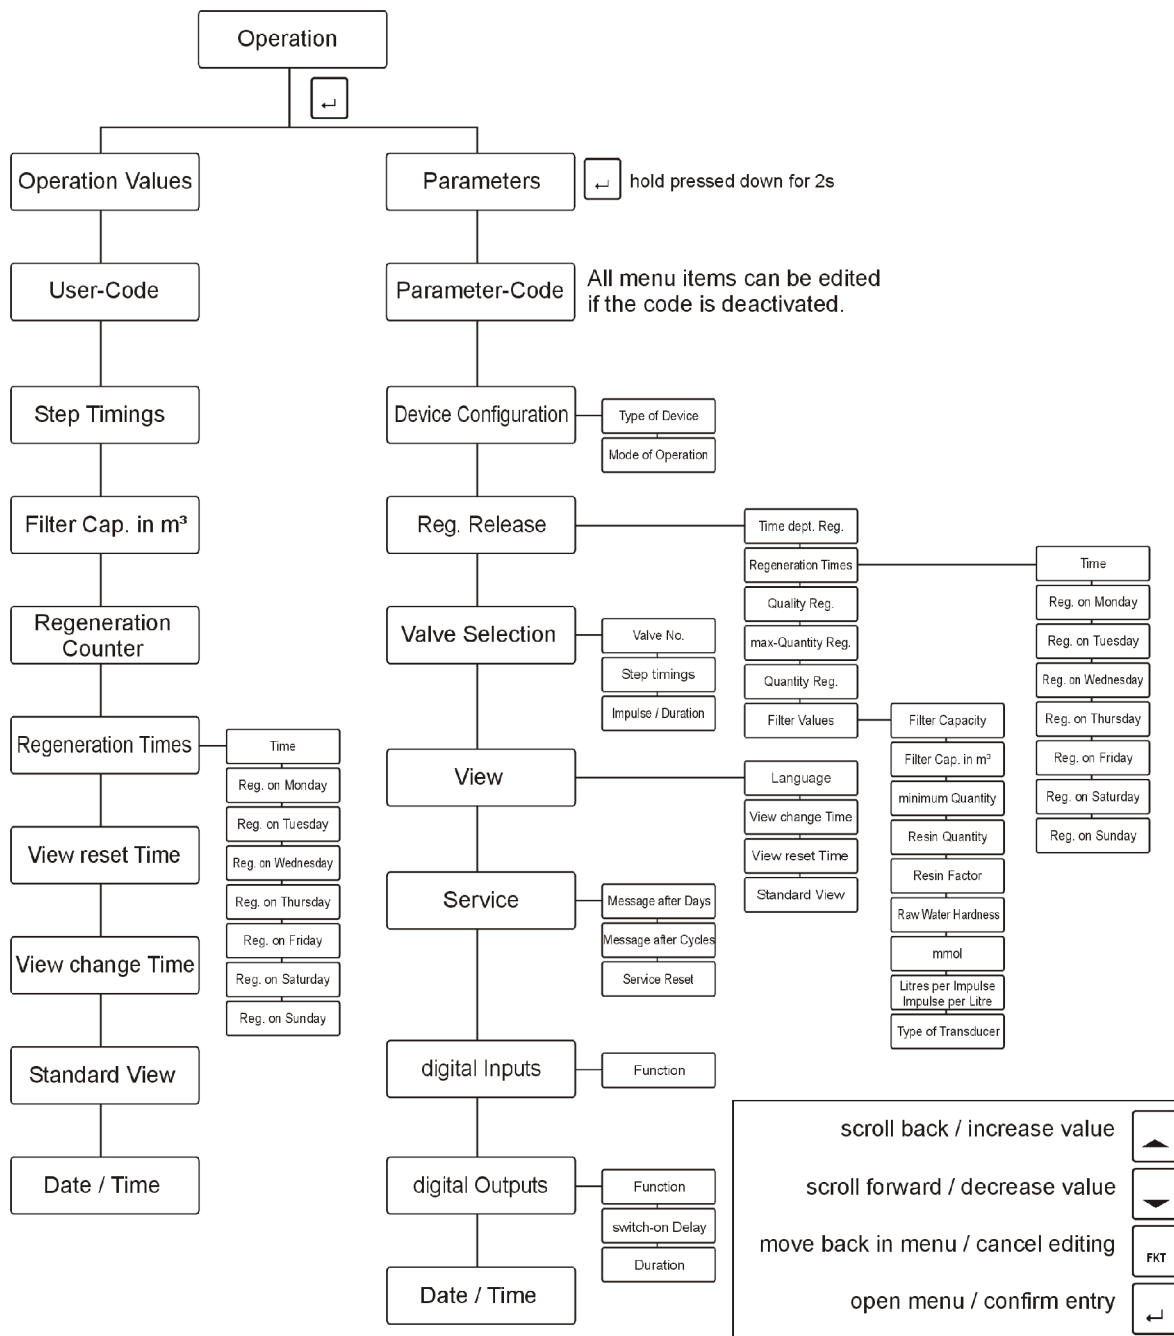 Operation
↵
Operation Values
User-Code
Step Timings
Filter Cap. in m³
Regeneration
Counter
Regeneration Times
Time
Reg. on Monday
Reg. on Tuesday
Reg. on Wednesday
Reg. on Thursday
Reg. on Friday
Reg. on Saturday
Reg. on Sunday
View reset Time
View change Time
Standard View
Date / Time
Parameters
↵ hold pressed down for 2s
Parameter-Code
All menu items can be edited
if the code is deactivated.
Device Configuration
Type of Device
Mode of Operation
Reg. Release
Time dept. Reg.
Regeneration Times
Time
Reg. on Monday
Reg. on Tuesday
Reg. on Wednesday
Reg. on Thursday
Reg. on Friday
Reg. on Saturday
Reg. on Sunday
Quality Reg.
max-Quantity Reg.
Quantity Reg.
Filter Values
Filter Capacity
Filter Cap. in m³
minimum Quantity
Resin Quantity
Resin Factor
Raw Water Hardness
mmol
Litres per Impulse
Impulse per Litre
Type of Transducer
Valve Selection
Valve No.
Step timings
Impulse / Duration
View
Language
View change Time
View reset Time
Standard View
Service
Message after Days
Message after Cycles
Service Reset
digital Inputs
Function
digital Outputs
Function
switch-on Delay
Duration
Date / Time
scroll back / increase value
scroll forward / decrease value
move back in menu / cancel editing FKT
open menu / confirm entry ↵